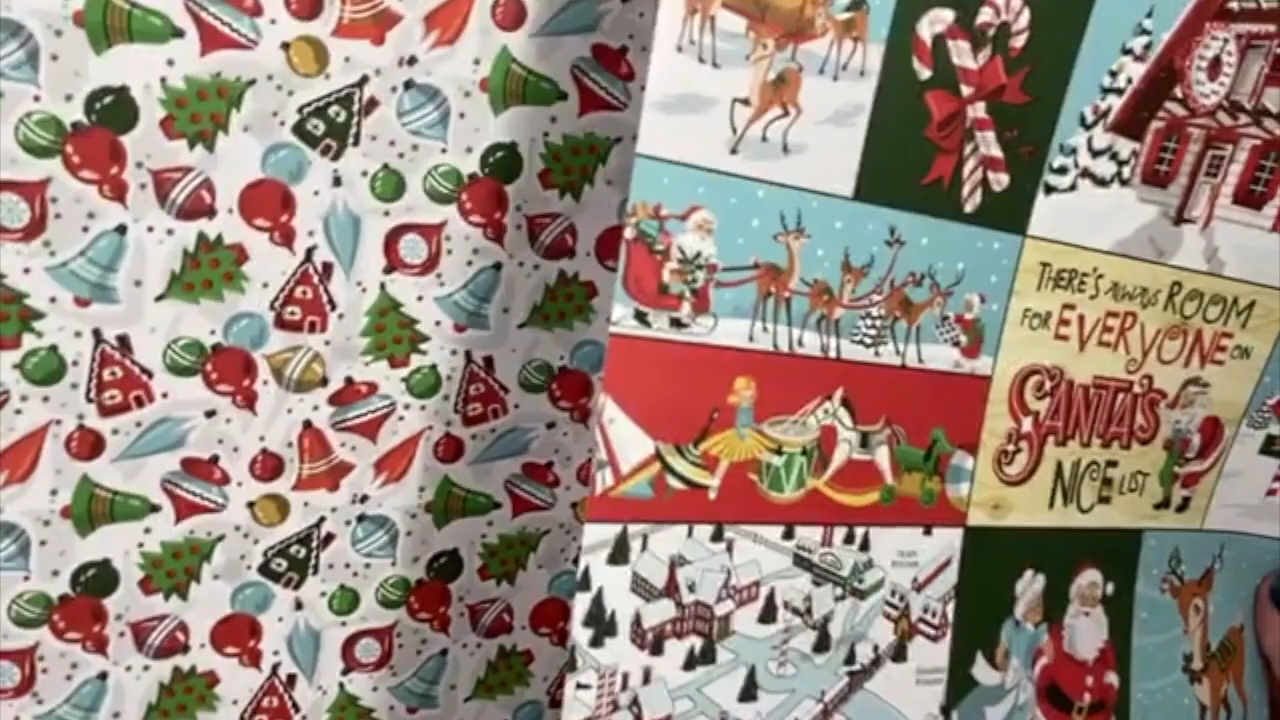 THERE'S ALWAYS ROOM
FOR EVERYONE ON
SANTA'S
NICE LIST